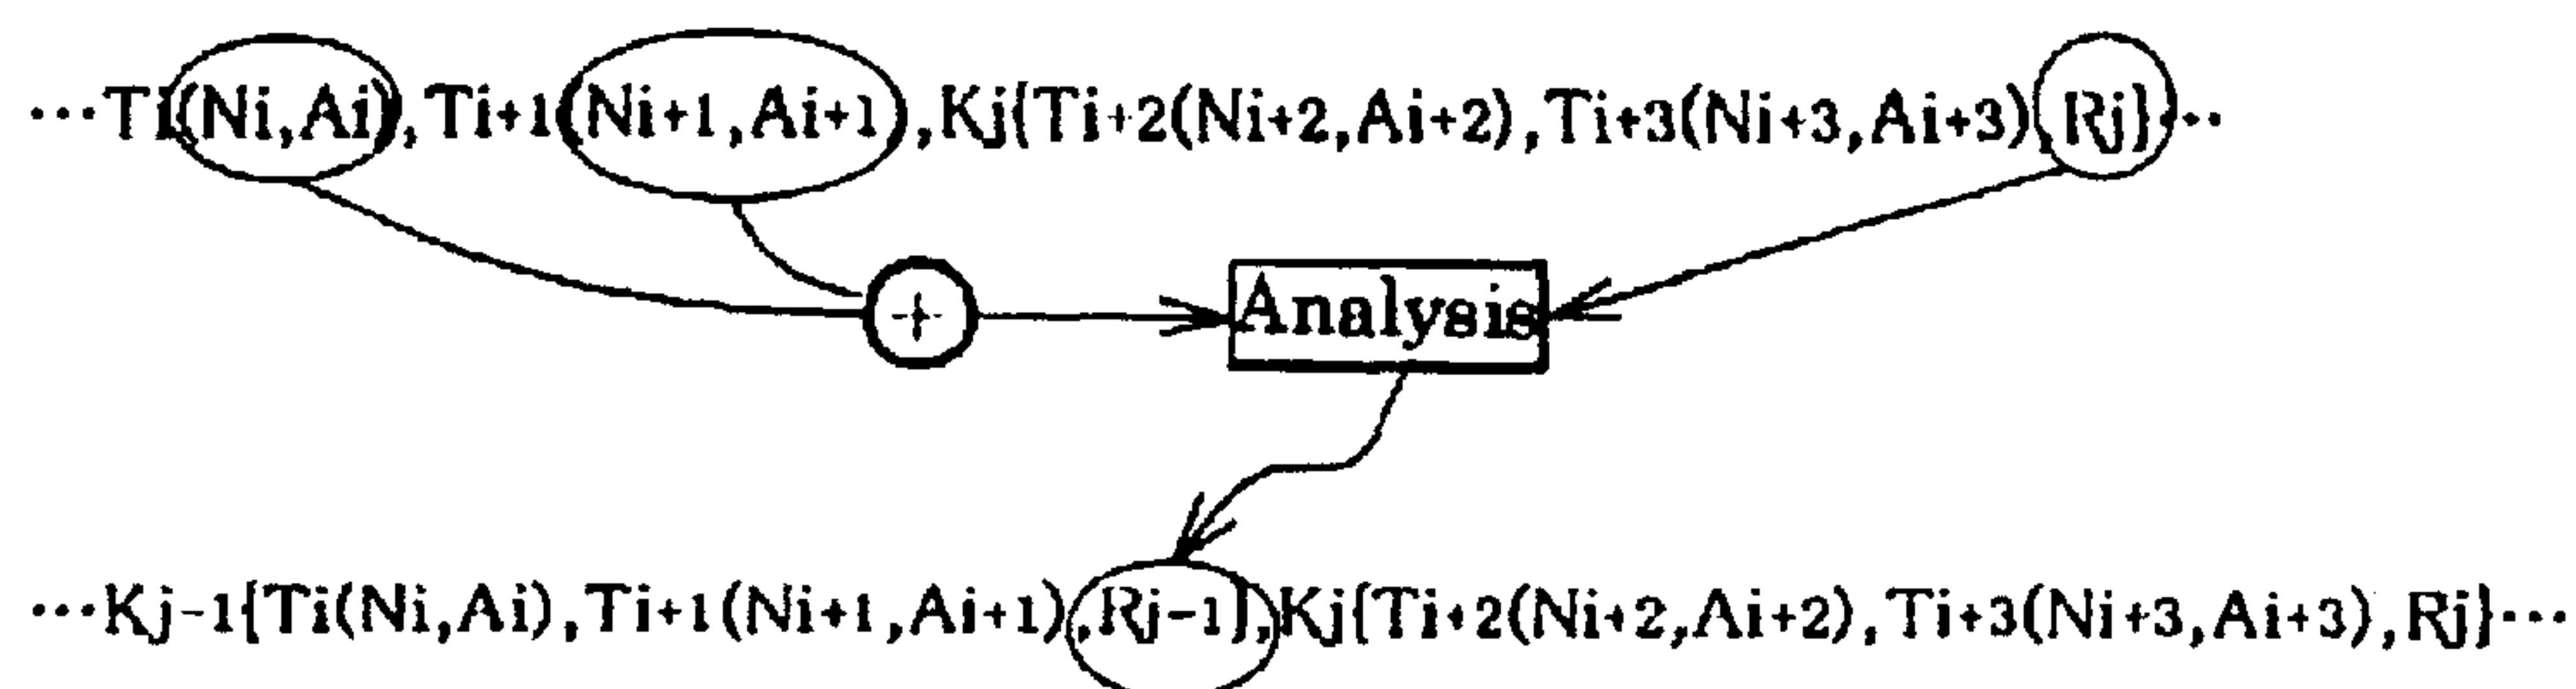 ···Ti(Ni,Ai),Ti+1(Ni+1,Ai+1),Kj{Ti+2(Ni+2,Ai+2),Ti+3(Ni+3,Ai+3),Rj}···
+
Analysis
···Kj-1{Ti(Ni,Ai),Ti+1(Ni+1,Ai+1),Rj-1},Kj{Ti+2(Ni+2,Ai+2),Ti+3(Ni+3,Ai+3),Rj}···